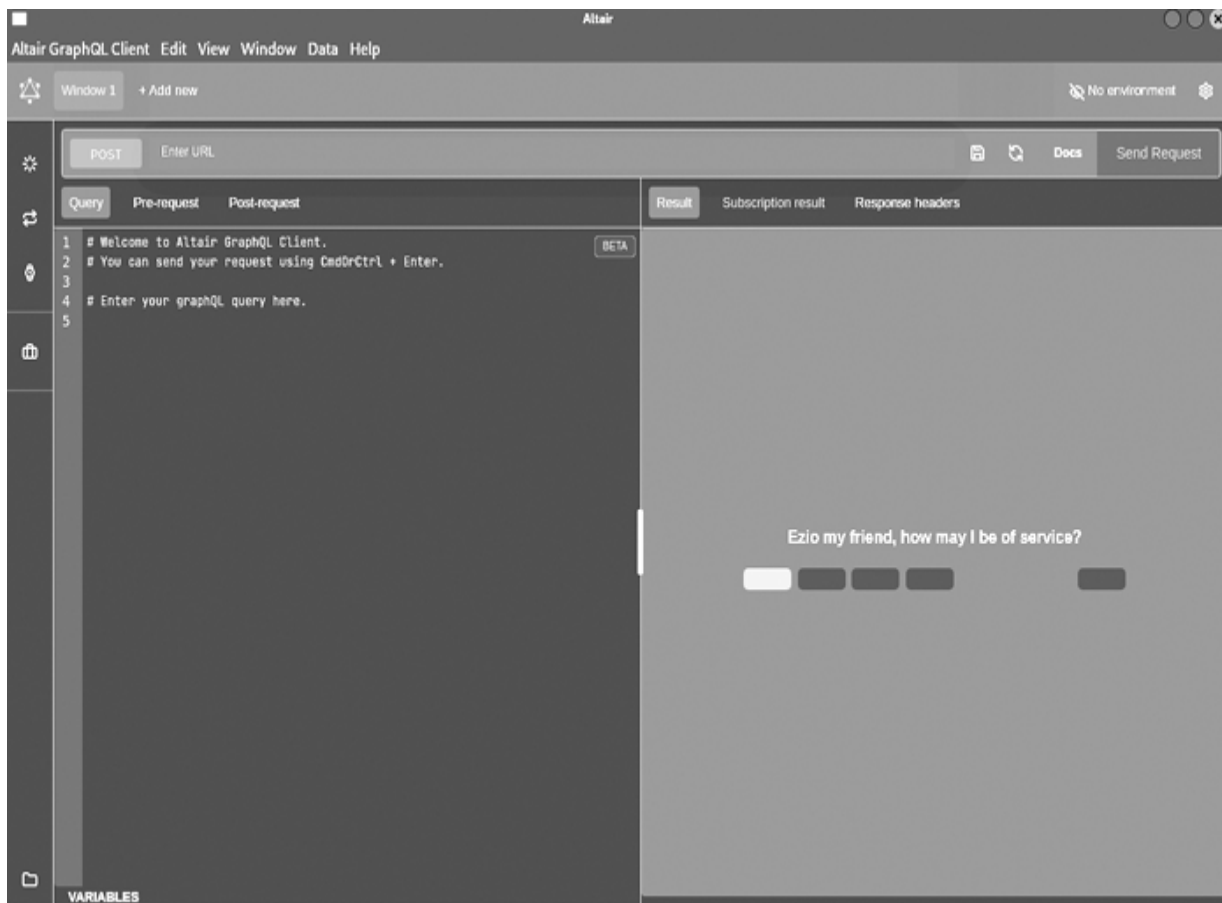 Altair
Altair GraphQL Client Edit View Window Data Help
Window 1 + Add new No environment
POST Enter URL Docs Send Request
Query Pre-request Post-request Result Subscription result Response headers
1 # Welcome to Altair GraphQL Client.
BETA
2 # You can send your request using CmdOrCtrl + Enter.
3
4 # Enter your graphQL query here.
5
Ezio my friend, how may I be of service?
VARIABLES